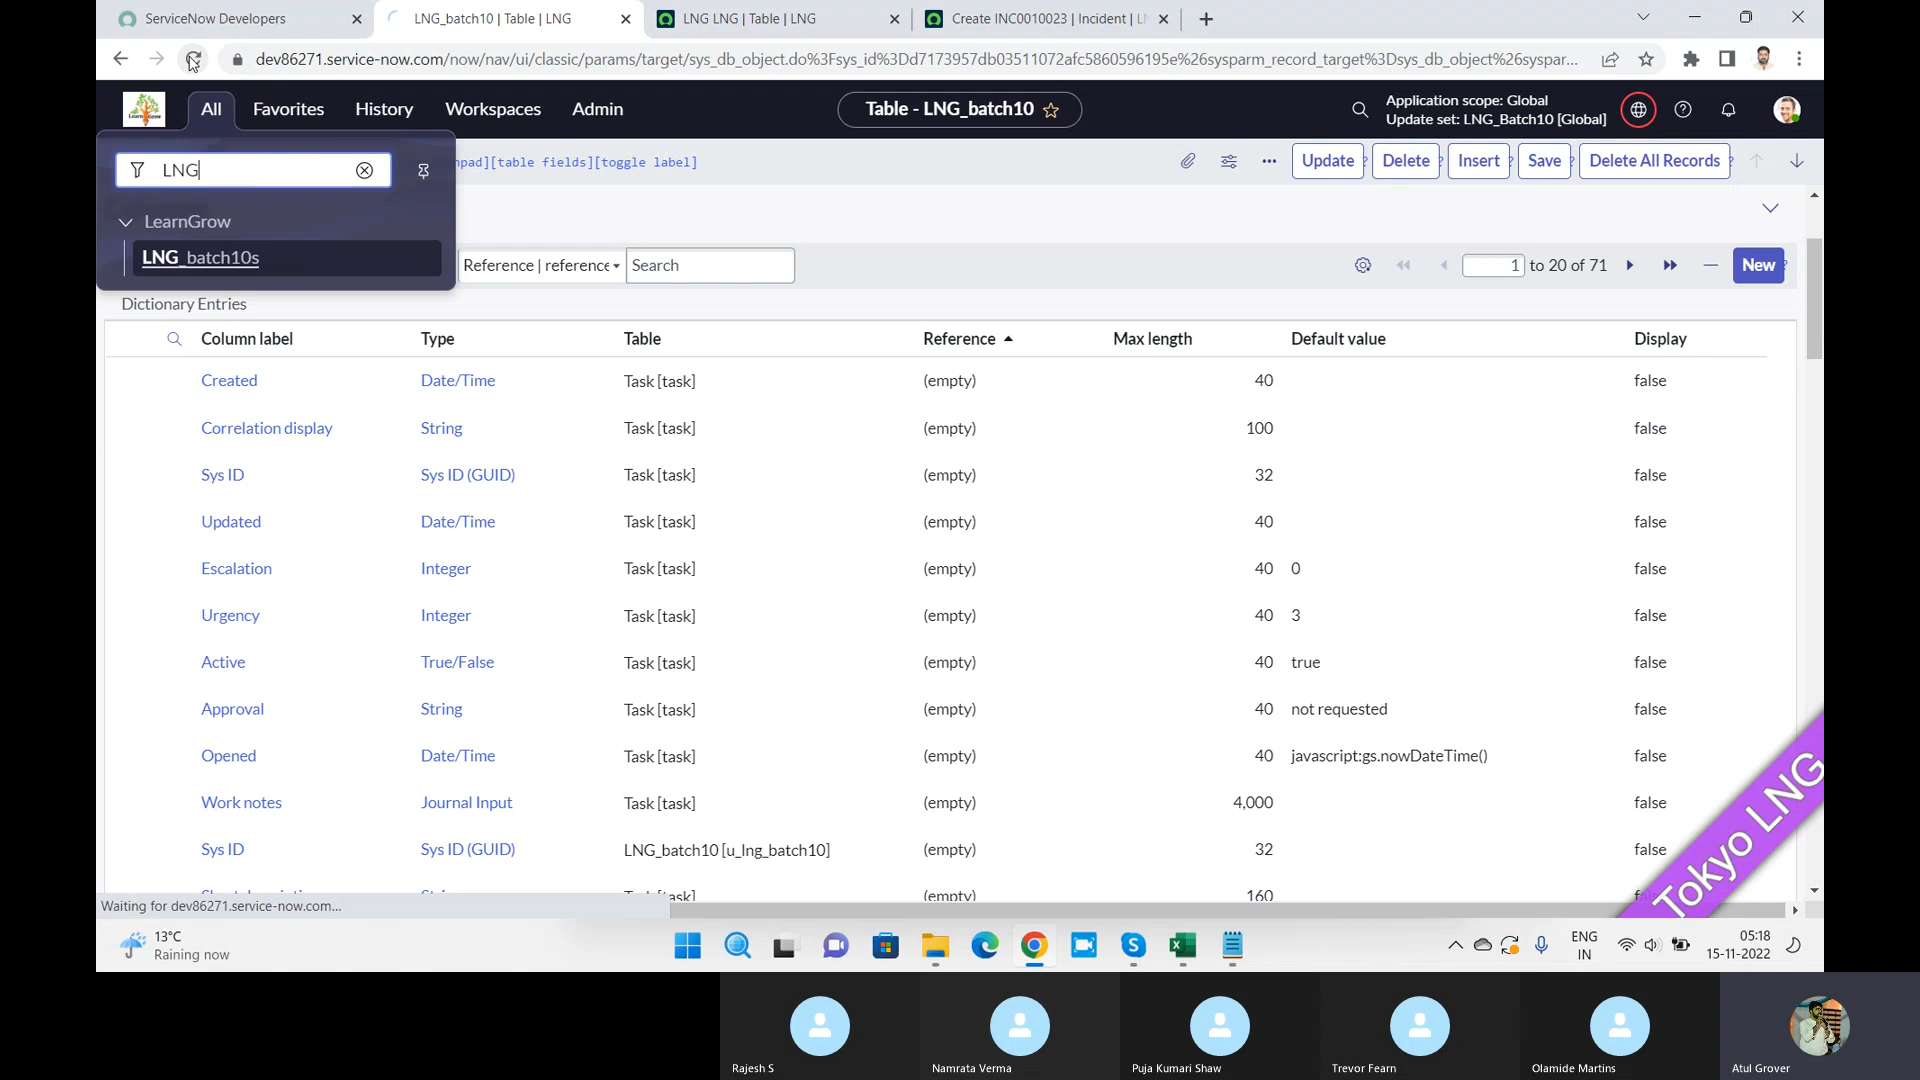 ServiceNow Developers
LNG_batch10 | Table | LNG
LNG LNG | Table | LNG
Create INC0010023 | Incident | LN
dev86271.service-now.com/now/nav/ui/classic/params/target/sys_db_object.do%3Fsys_id%3Dd7173957db03511072afc5860596195e%26sysparm_record_target%3Dsys_db_object%26syspar...
All
Favorites
History
Workspaces
Admin
Table - LNG_batch10
Application scope: Global
Update set: LNG_Batch10 [Global]
LNG
npad][table fields][toggle label]
Update
Delete
Insert
Save
Delete All Records
LearnGrow
LNG_batch10s
Reference | reference
Search
1 to 20 of 71
New
Dictionary Entries
Column label Type Table Reference Max length Default value Display
Created Date/Time Task [task] (empty) 40 false
Correlation display String Task [task] (empty) 100 false
Sys ID Sys ID (GUID) Task [task] (empty) 32 false
Updated Date/Time Task [task] (empty) 40 false
Escalation Integer Task [task] (empty) 40 0 false
Urgency Integer Task [task] (empty) 40 3 false
Active True/False Task [task] (empty) 40 true false
Approval String Task [task] (empty) 40 not requested false
Opened Date/Time Task [task] (empty) 40 javascript:gs.nowDateTime() false
Work notes Journal Input Task [task] (empty) 4,000 false
Sys ID Sys ID (GUID) LNG_batch10 [u_lng_batch10] (empty) 32 false
(empty) 160
Tokyo LNG
Waiting for dev86271.service-now.com...
13°C
Raining now
ENG
IN
05:18
15-11-2022
Rajesh S
Namrata Verma
Puja Kumari Shaw
Trevor Fearn
Olamide Martins
Atul Grover